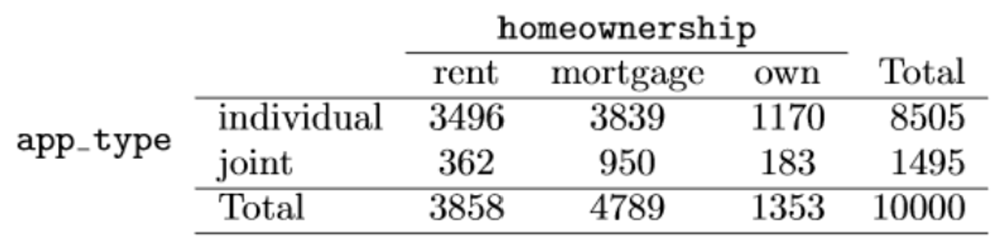 homeownership
rent mortgage own Total
individual 3496 3839 1170 8505
app_type
joint 362 950 183 1495
Total 3858 4789 1353 10000